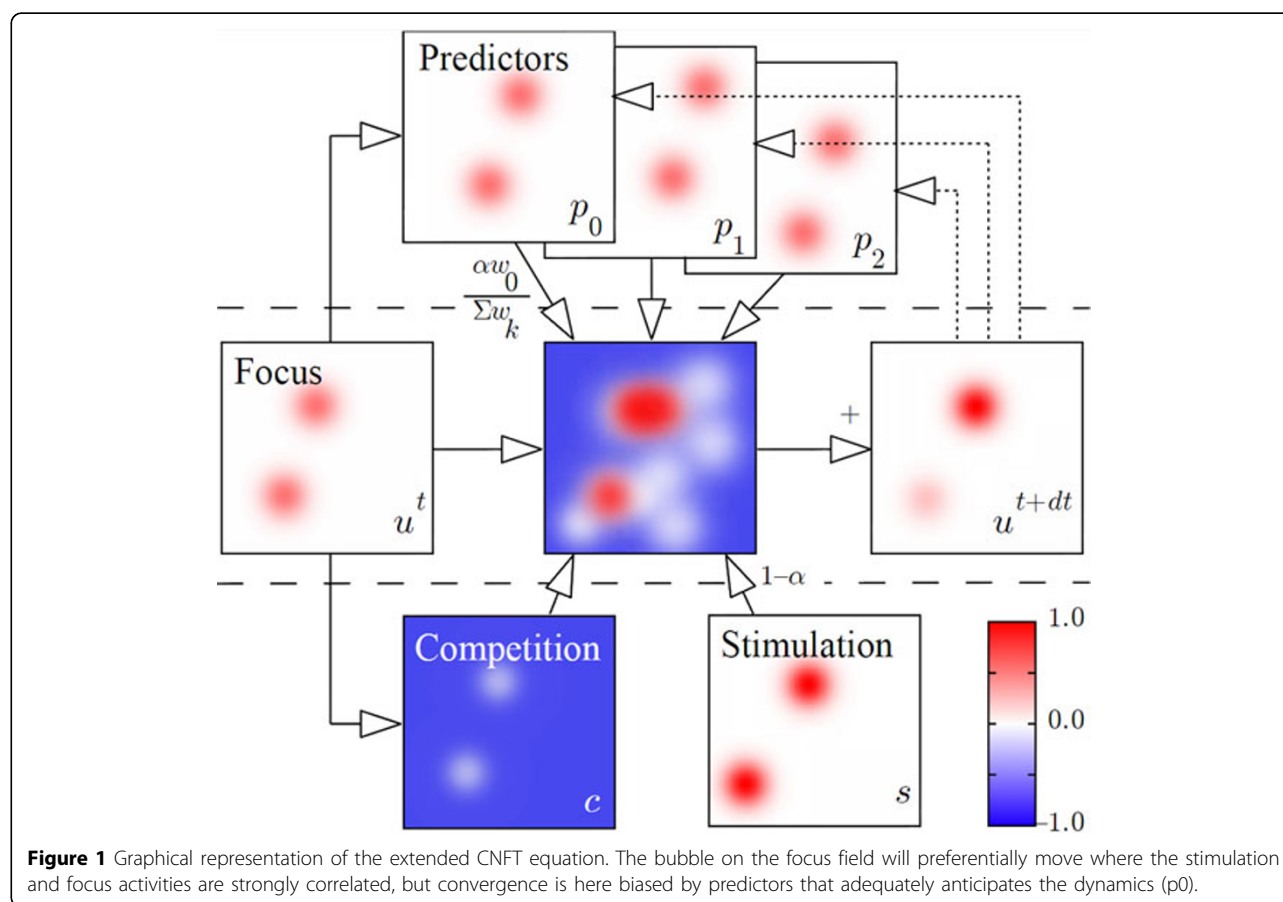 Predictors
p0
p1
p2
αw0
Σwk
Focus
u^t
+
u^t+dt
1–α
Competition
c
Stimulation
s
1.0
0.0
–1.0
Figure 1 Graphical representation of the extended CNFT equation. The bubble on the focus field will preferentially move where the stimulation
and focus activities are strongly correlated, but convergence is here biased by predictors that adequately anticipates the dynamics (p0).